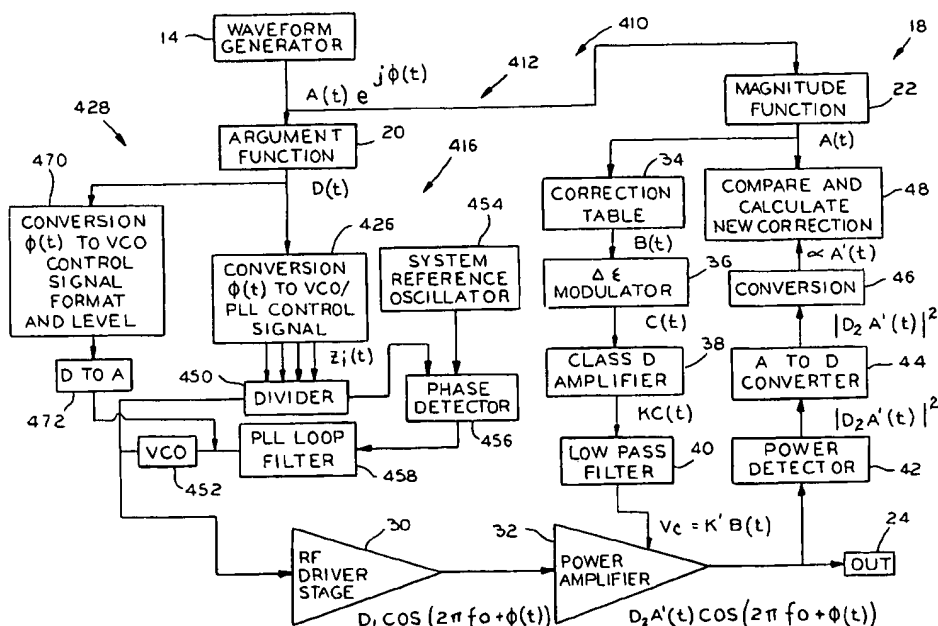 14
WAVEFORM
GENERATOR
410
18
412
A(t) e jϕ(t)
MAGNITUDE
FUNCTION
22
428
ARGUMENT
FUNCTION
20
A(t)
470
D(t)
416
34
CORRECTION
TABLE
COMPARE AND
CALCULATE
NEW CORRECTION
48
CONVERSION
ϕ(t) TO VCO
CONTROL
SIGNAL
FORMAT
AND LEVEL
426
CONVERSION
ϕ(t) TO VCO/
PLL CONTROL
SIGNAL
454
SYSTEM
REFERENCE
OSCILLATOR
B(t)
36
∝ A'(t)
Δ ε
MODULATOR
CONVERSION
46
C(t)
|D₂ A'(t)|²
Zi(t)
38
CLASS D
AMPLIFIER
A TO D
CONVERTER
44
D TO A
472
450
DIVIDER
PHASE
DETECTOR
456
KC(t)
|D₂ A'(t)|²
VCO
452
PLL LOOP
FILTER
458
LOW PASS
FILTER
40
POWER
DETECTOR
42
Vc = K' B(t)
30
RF
DRIVER
STAGE
32
POWER
AMPLIFIER
24
OUT
D₁ COS (2π fo + ϕ(t))
D₂ A'(t) COS (2π fo + ϕ(t))